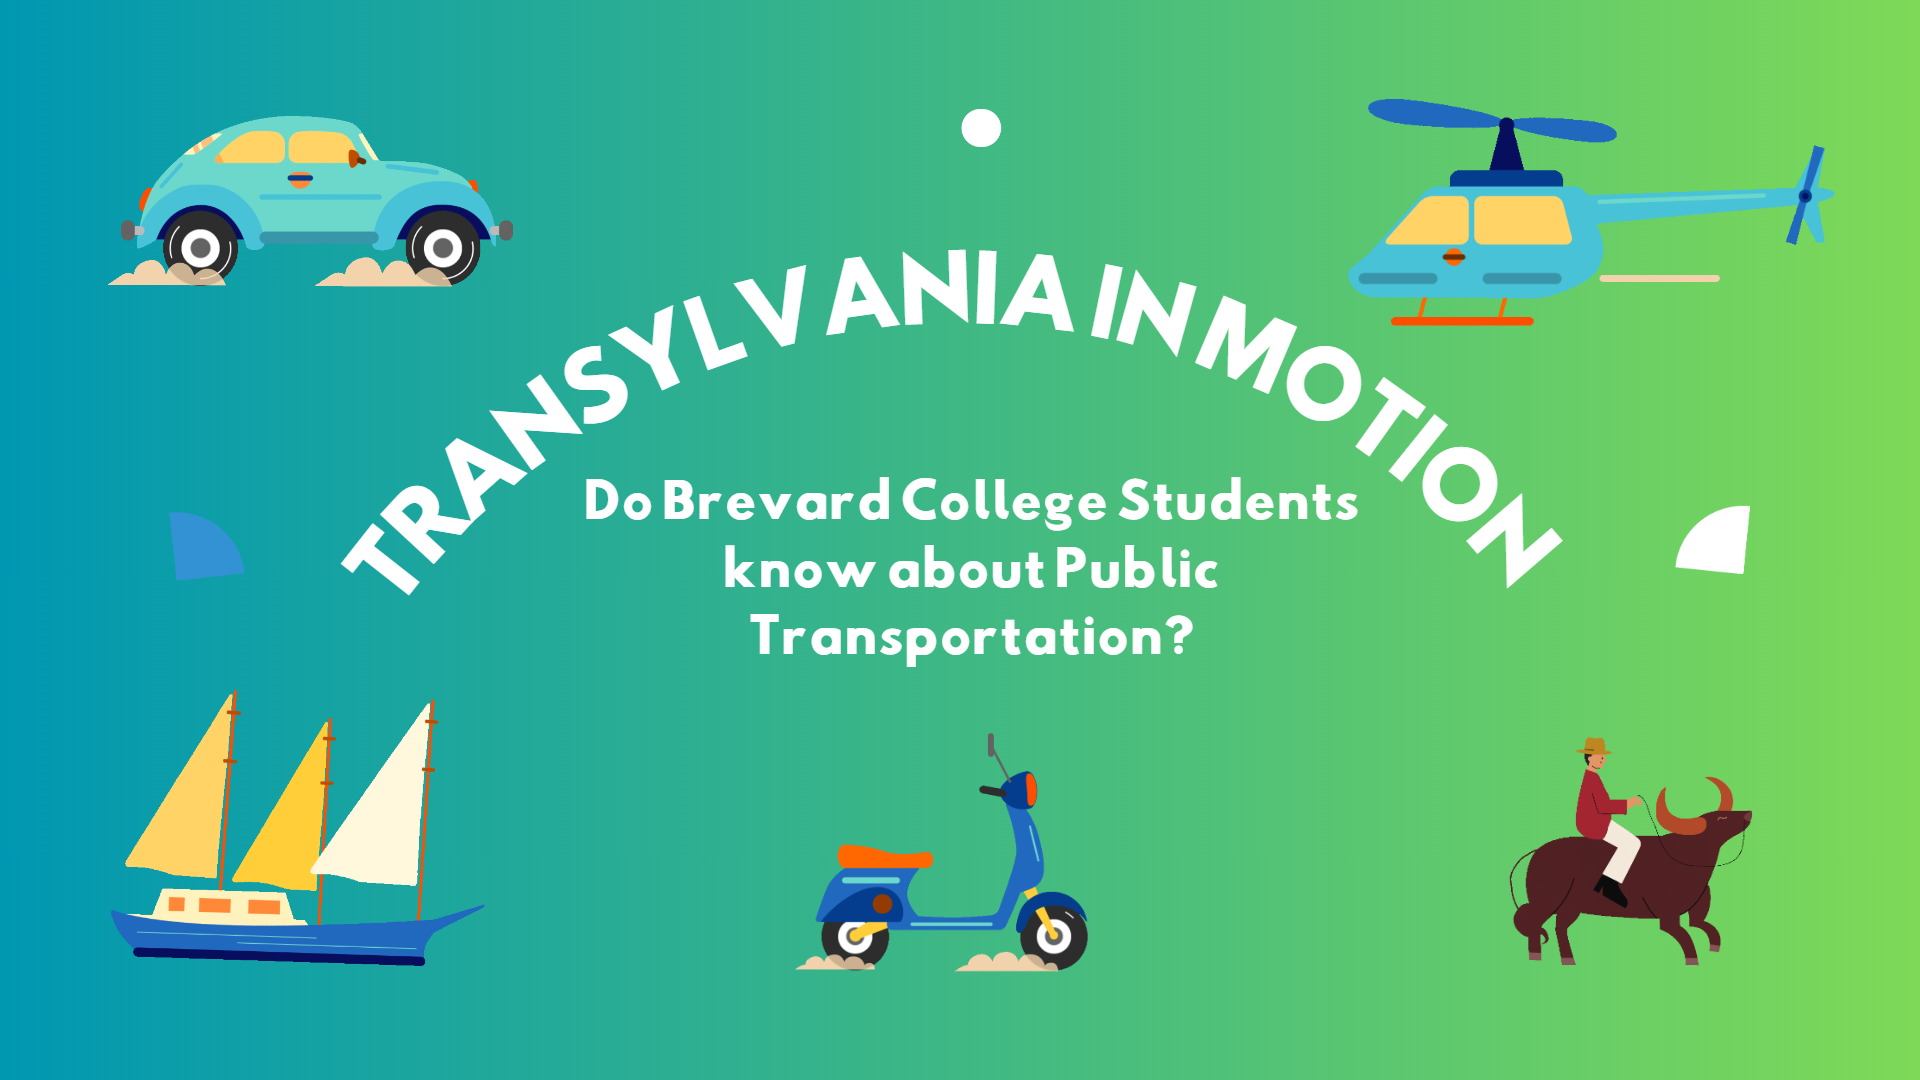 TRANSYLVANIA IN MOTION
Do Brevard College Students
know about Public
Transportation?